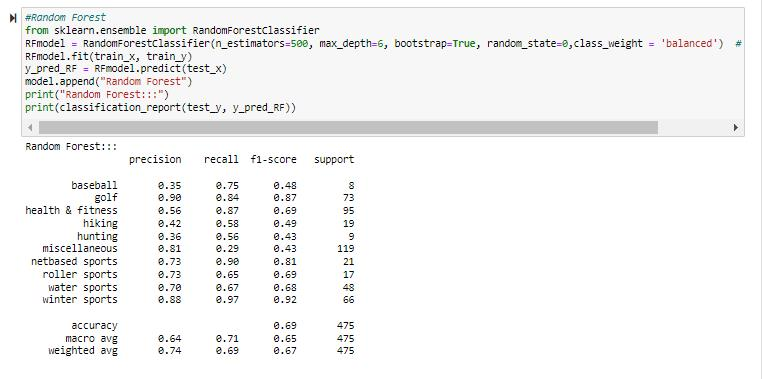 #Random Forest
from sklearn.ensemble import RandomForestClassifier
RFmodel = RandomForestClassifier(n_estimators=500, max_depth=6, bootstrap=True, random_state=0,class_weight = 'balanced')  #
RFmodel.fit(train_x, train_y)
y_pred_RF = RFmodel.predict(test_x)
model.append("Random Forest")
print("Random Forest:::")
print(classification_report(test_y, y_pred_RF))
Random Forest:::
precision recall f1-score support
baseball 0.35 0.75 0.48 8
golf 0.90 0.84 0.87 73
health & fitness 0.56 0.87 0.69 95
hiking 0.42 0.58 0.49 19
hunting 0.36 0.56 0.43 9
miscellaneous 0.81 0.29 0.43 119
netbased sports 0.73 0.90 0.81 21
roller sports 0.73 0.65 0.69 17
water sports 0.70 0.67 0.68 48
winter sports 0.88 0.97 0.92 66
accuracy 0.69 475
macro avg 0.64 0.71 0.65 475
weighted avg 0.74 0.69 0.67 475